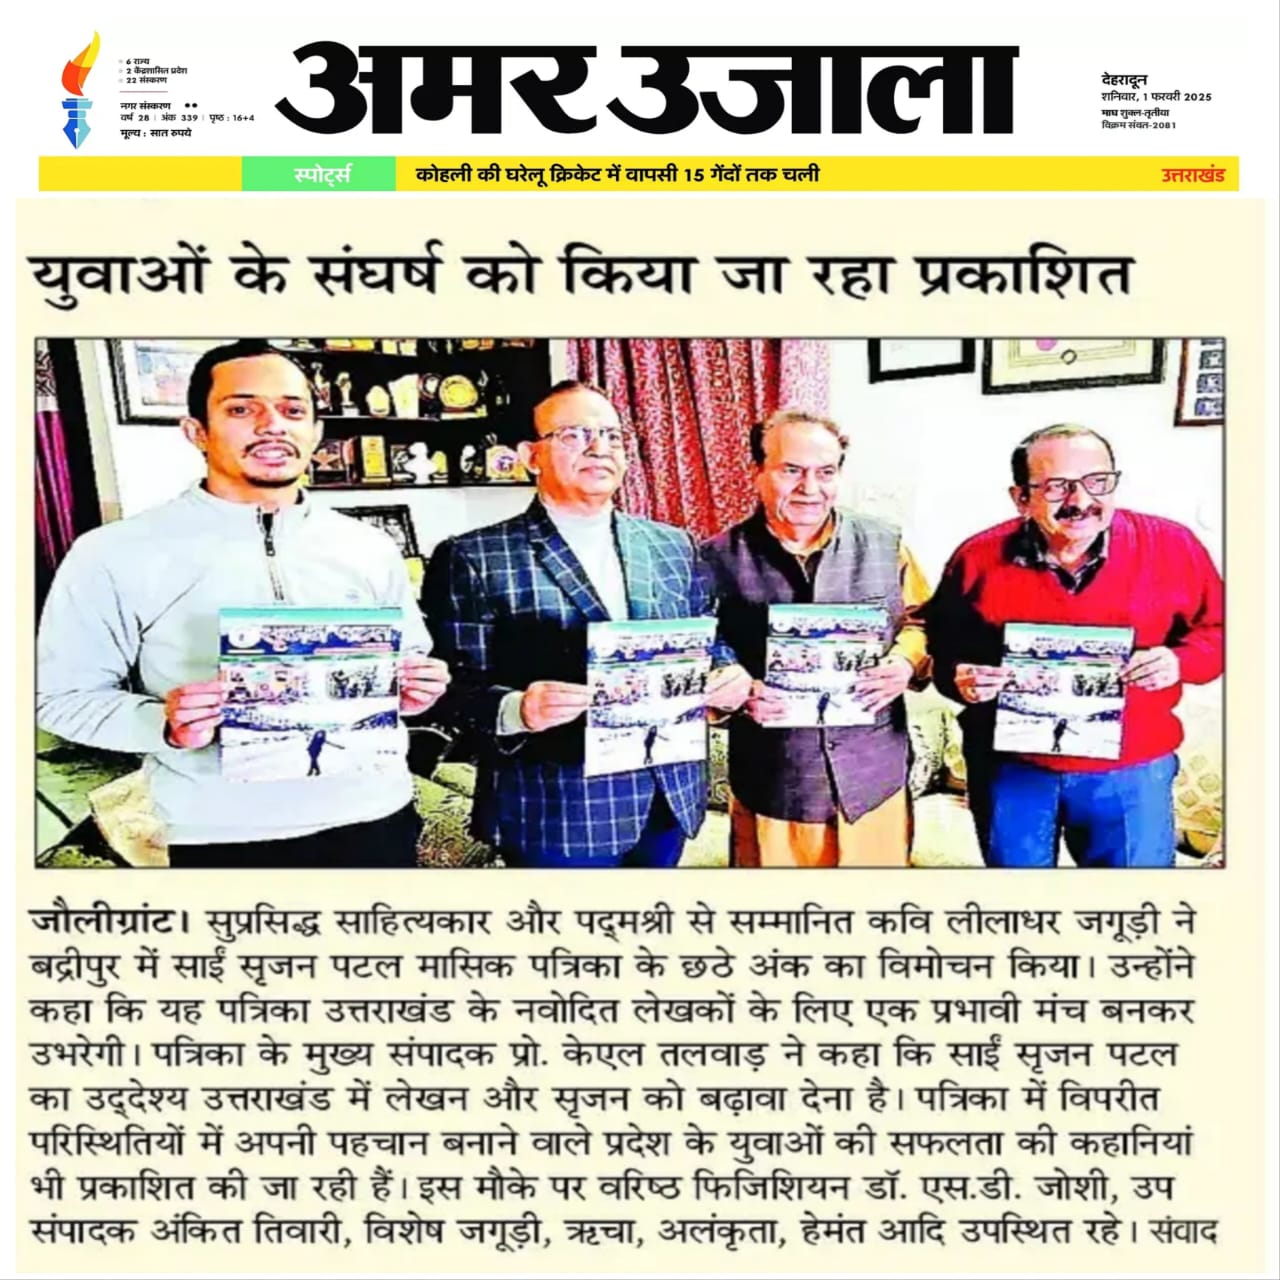 6 राज्य
2 केंद्रशासित प्रदेश
22 संस्करण
नगर संस्करण
वर्ष 28 | अंक 339 | पृष्ठ : 16+4
मूल्य : सात रुपये
अमर उजाला
देहरादून
शनिवार, 1 फरवरी 2025
माघ शुक्ल-तृतीया
विक्रम संवत-2081
स्पोर्ट्स कोहली की घरेलू क्रिकेट में वापसी 15 गेंदों तक चली उत्तराखंड
युवाओं के संघर्ष को किया जा रहा प्रकाशित
जौलीग्रांट। सुप्रसिद्ध साहित्यकार और पद्मश्री से सम्मानित कवि लीलाधर जगूड़ी ने
बद्रीपुर में साईं सृजन पटल मासिक पत्रिका के छठे अंक का विमोचन किया। उन्होंने
कहा कि यह पत्रिका उत्तराखंड के नवोदित लेखकों के लिए एक प्रभावी मंच बनकर
उभरेगी। पत्रिका के मुख्य संपादक प्रो. केएल तलवाड़ ने कहा कि साईं सृजन पटल
का उद्देश्य उत्तराखंड में लेखन और सृजन को बढ़ावा देना है। पत्रिका में विपरीत
परिस्थितियों में अपनी पहचान बनाने वाले प्रदेश के युवाओं की सफलता की कहानियां
भी प्रकाशित की जा रही हैं। इस मौके पर वरिष्ठ फिजिशियन डॉ. एस.डी. जोशी, उप
संपादक अंकित तिवारी, विशेष जगूड़ी, ऋचा, अलंकृता, हेमंत आदि उपस्थित रहे। संवाद